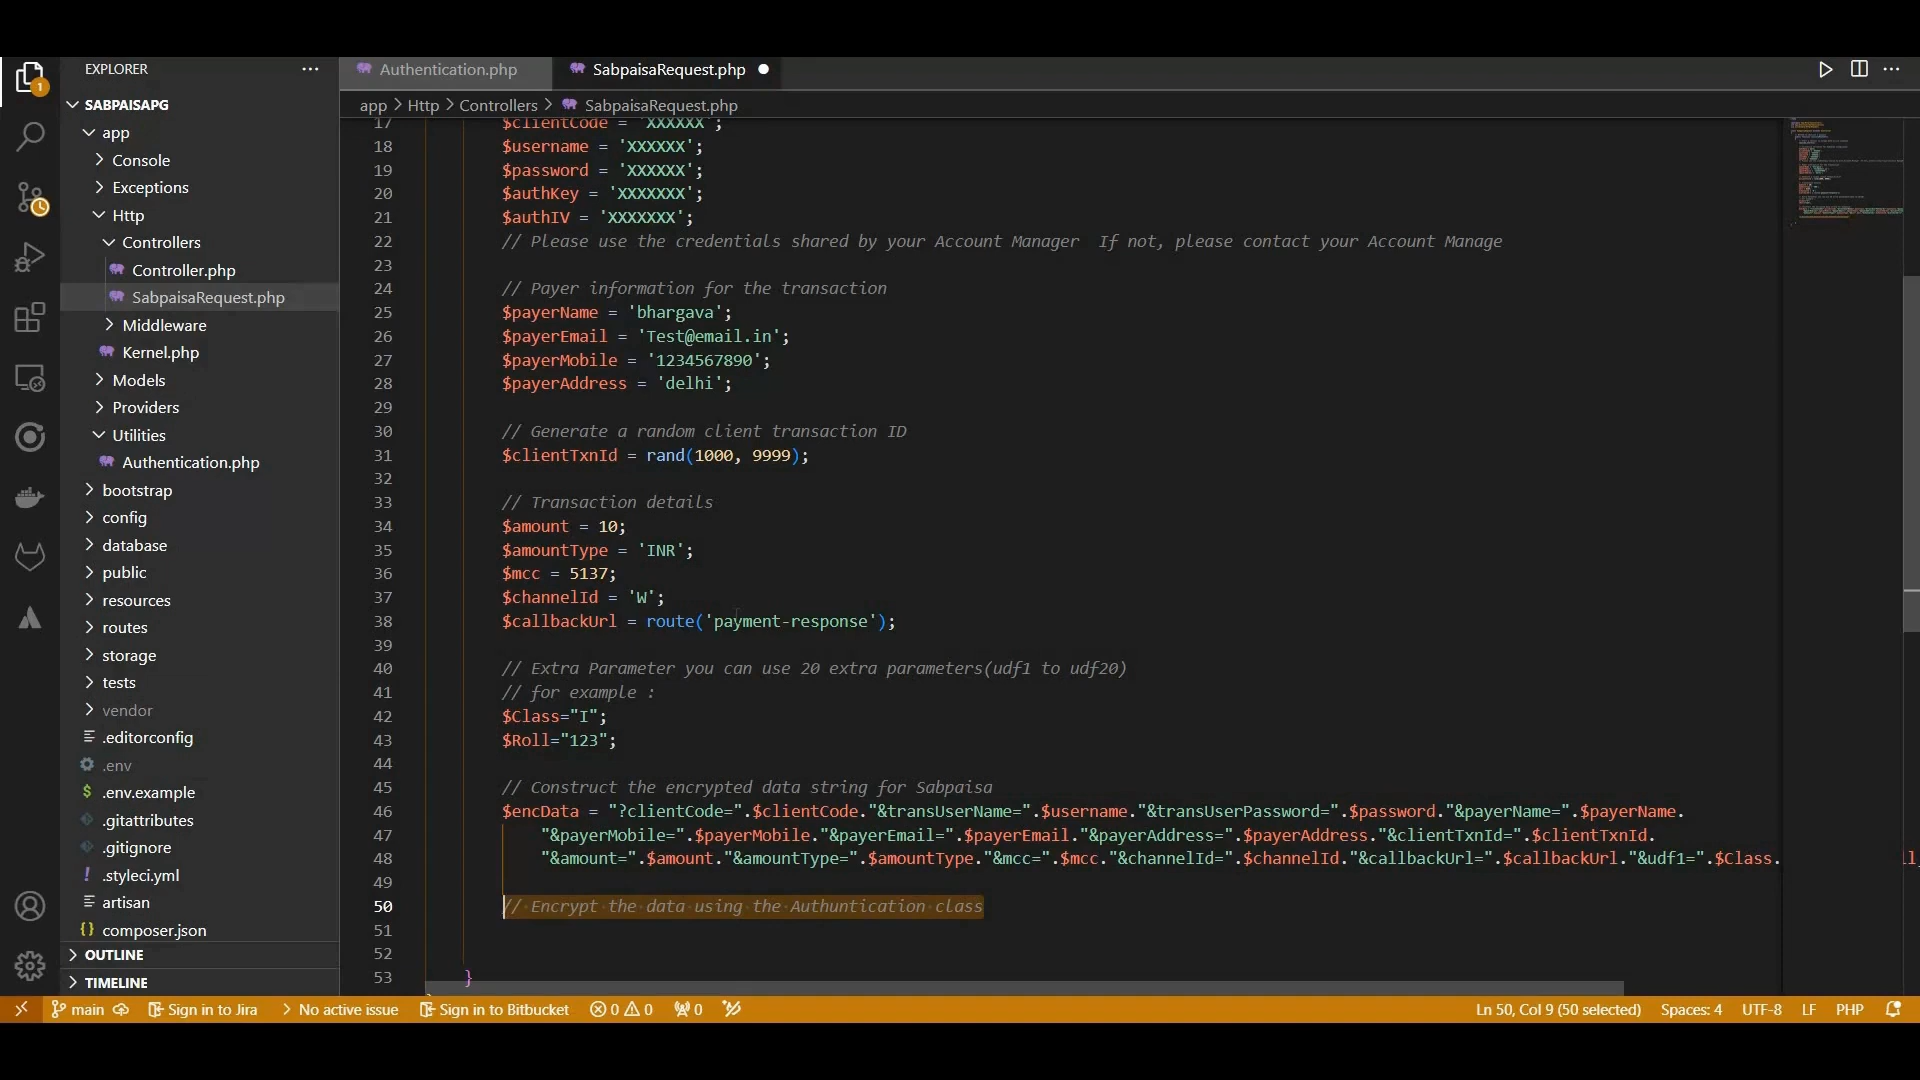 EXPLORER
SABPAISAPG
app
Console
Exceptions
Http
Controllers
Controller.php
SabpaisaRequest.php
Middleware
Kernel.php
Models
Providers
Utilities
Authentication.php
bootstrap
config
database
public
resources
routes
storage
tests
vendor
.editorconfig
.env
.env.example
.gitattributes
.gitignore
.styleci.yml
artisan
composer.json
OUTLINE
TIMELINE
Authentication.php
SabpaisaRequest.php
app > Http > Controllers > SabpaisaRequest.php
17 $clientCode = 'XXXXXX';
18 $username = 'XXXXXX';
19 $password = 'XXXXXX';
20 $authKey = 'XXXXXXX';
21 $authIV = 'XXXXXXX';
22 // Please use the credentials shared by your Account Manager  If not, please contact your Account Manage
23
24 // Payer information for the transaction
25 $payerName = 'bhargava';
26 $payerEmail = 'Test@email.in';
27 $payerMobile = '1234567890';
28 $payerAddress = 'delhi';
29
30 // Generate a random client transaction ID
31 $clientTxnId = rand(1000, 9999);
32
33 // Transaction details
34 $amount = 10;
35 $amountType = 'INR';
36 $mcc = 5137;
37 $channelId = 'W';
38 $callbackUrl = route('payment-response');
39
40 // Extra Parameter you can use 20 extra parameters(udf1 to udf20)
41 // for example :
42 $Class="I";
43 $Roll="123";
44
45 // Construct the encrypted data string for Sabpaisa
46 $encData = "?clientCode=".$clientCode."&transUserName=".$username."&transUserPassword=".$password."&payerName=".$payerName.
47 "&payerMobile=".$payerMobile."&payerEmail=".$payerEmail."&payerAddress=".$payerAddress."&clientTxnId=".$clientTxnId.
48 "&amount=".$amount."&amountType=".$amountType."&mcc=".$mcc."&channelId=".$channelId."&callbackUrl=".$callbackUrl."&udf1=".$Class.
49
50 // Encrypt the data using the Authuntication class
51
52
53 }
main Sign in to Jira No active issue Sign in to Bitbucket 0 0 0 Ln 50, Col 9 (50 selected) Spaces: 4 UTF-8 LF PHP
1